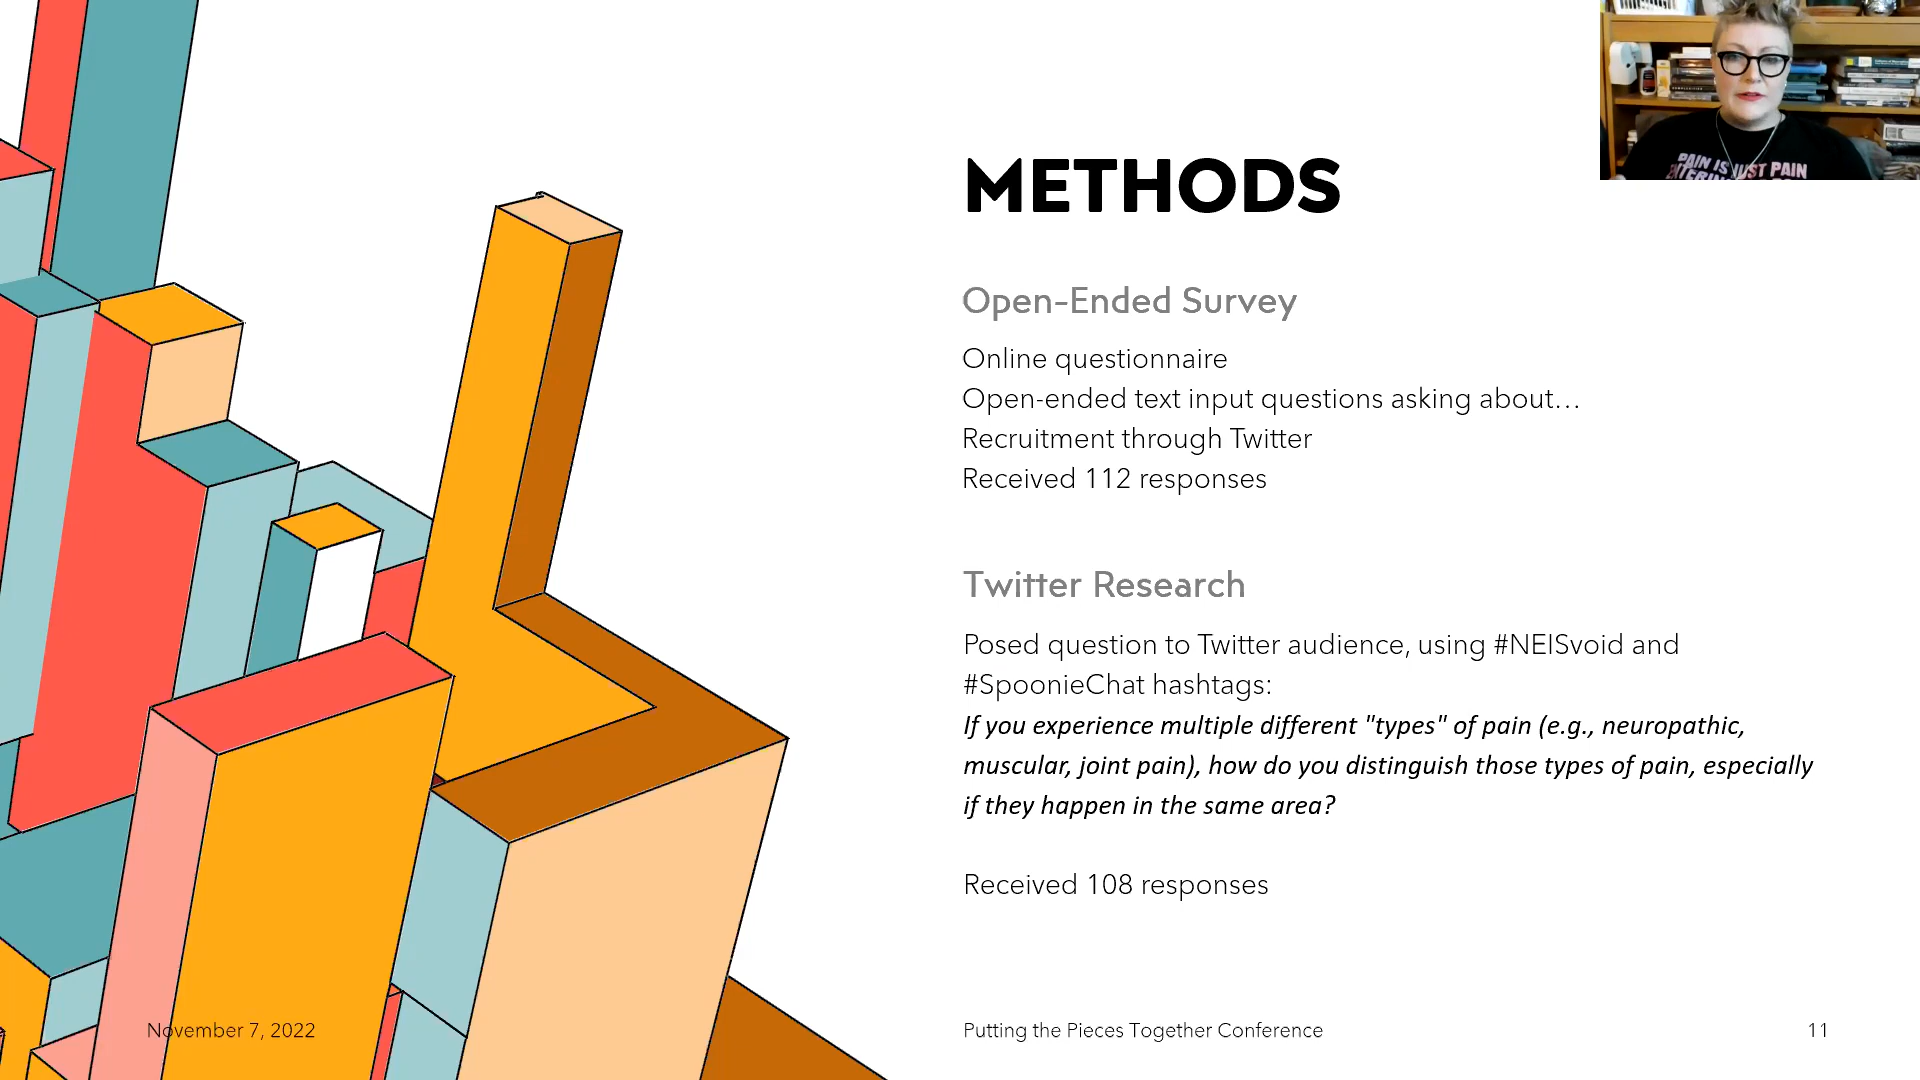 PAIN IS JUST PAIN
METHODS
Open-Ended Survey
Online questionnaire
Open-ended text input questions asking about…
Recruitment through Twitter
Received 112 responses
Twitter Research
Posed question to Twitter audience, using #NEISvoid and
#SpoonieChat hashtags:
If you experience multiple different "types" of pain (e.g., neuropathic,
muscular, joint pain), how do you distinguish those types of pain, especially
if they happen in the same area?
Received 108 responses
November 7, 2022
Putting the Pieces Together Conference
11